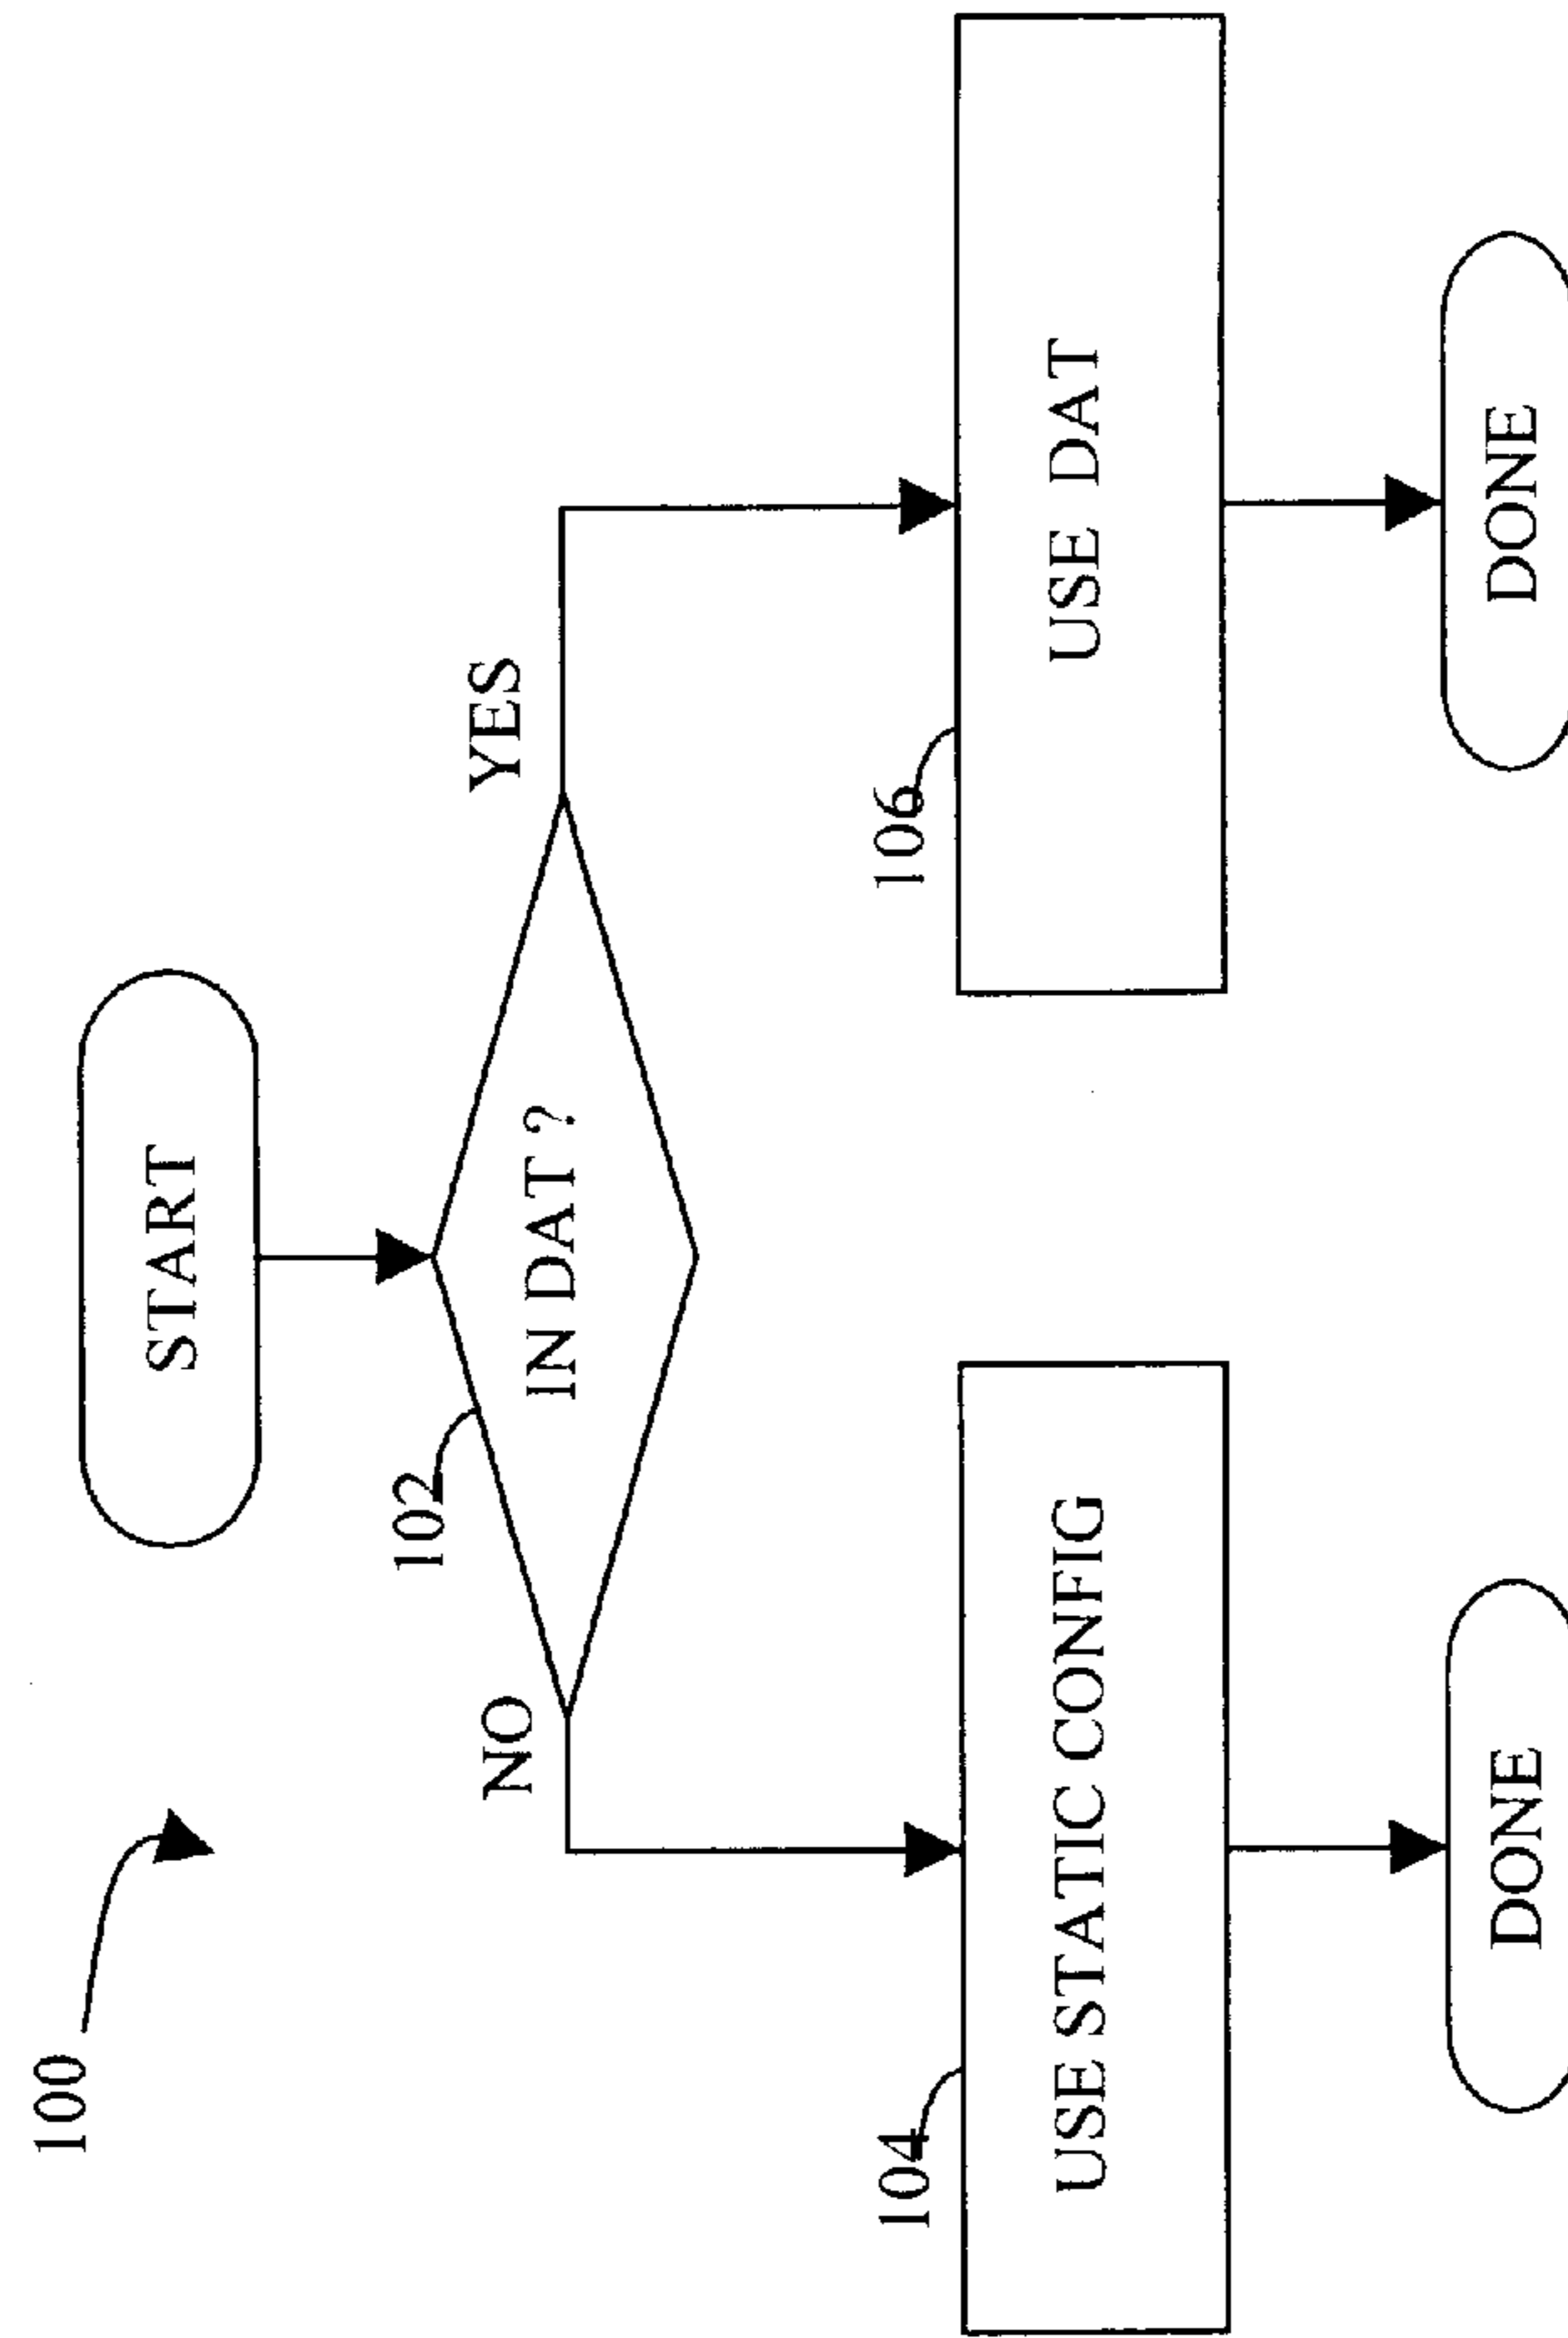 100
START
102
IN DAT ?
NO
YES
104
USE STATIC CONFIG
106
USE DAT
DONE
DONE